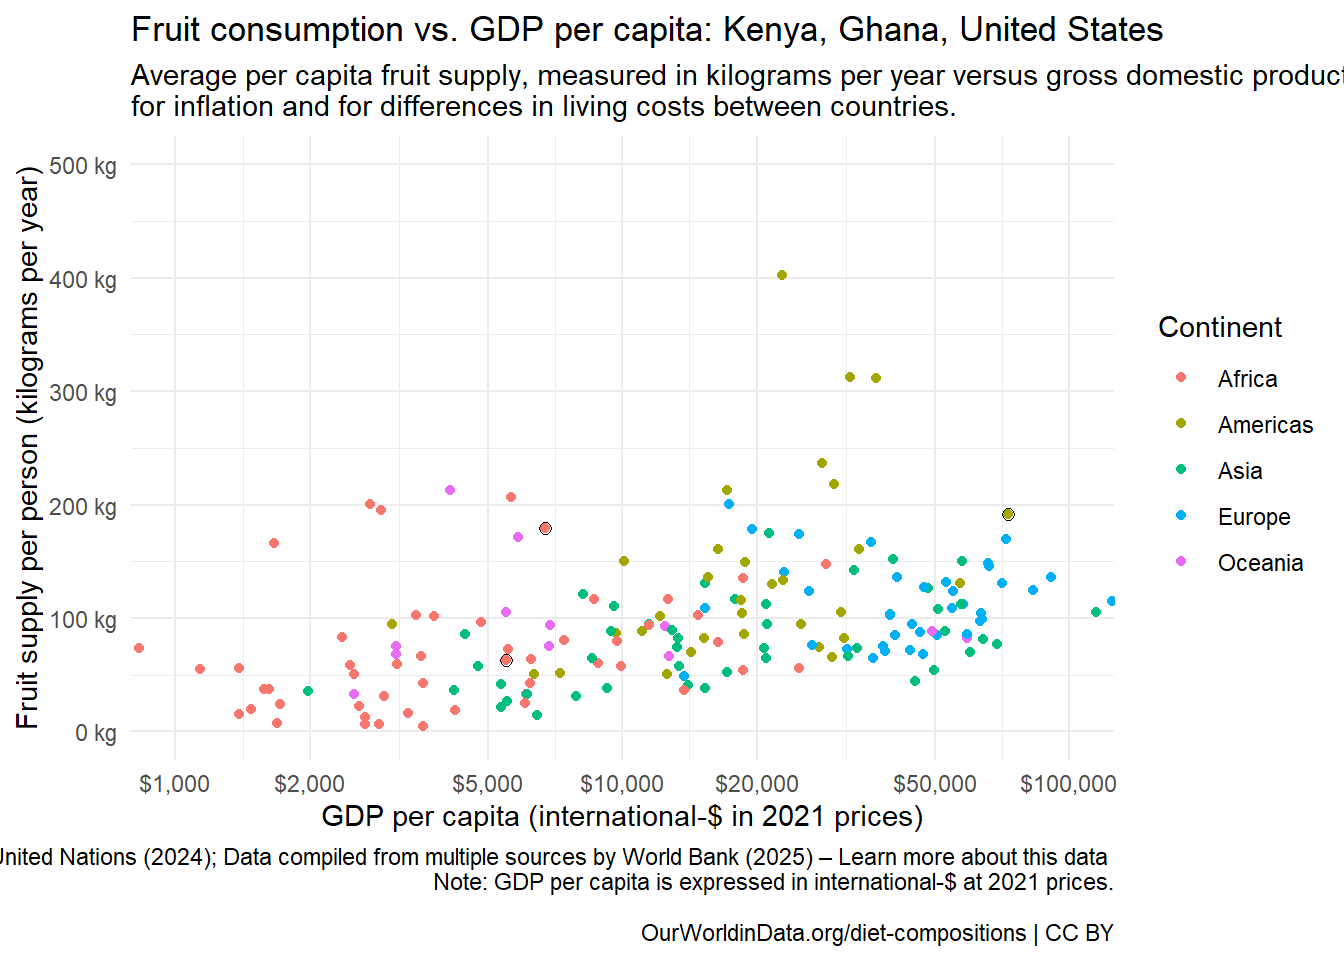 Fruit consumption vs. GDP per capita: Kenya, Ghana, United States
Average per capita fruit supply, measured in kilograms per year versus gross domestic product
for inflation and for differences in living costs between countries.
Fruit supply per person (kilograms per year)
500 kg
400 kg
300 kg
200 kg
100 kg
0 kg
$1,000 $2,000 $5,000 $10,000 $20,000 $50,000 $100,000
GDP per capita (international-$ in 2021 prices)
Continent
Africa
Americas
Asia
Europe
Oceania
United Nations (2024); Data compiled from multiple sources by World Bank (2025) – Learn more about this data
Note: GDP per capita is expressed in international-$ at 2021 prices.
OurWorldinData.org/diet-compositions | CC BY